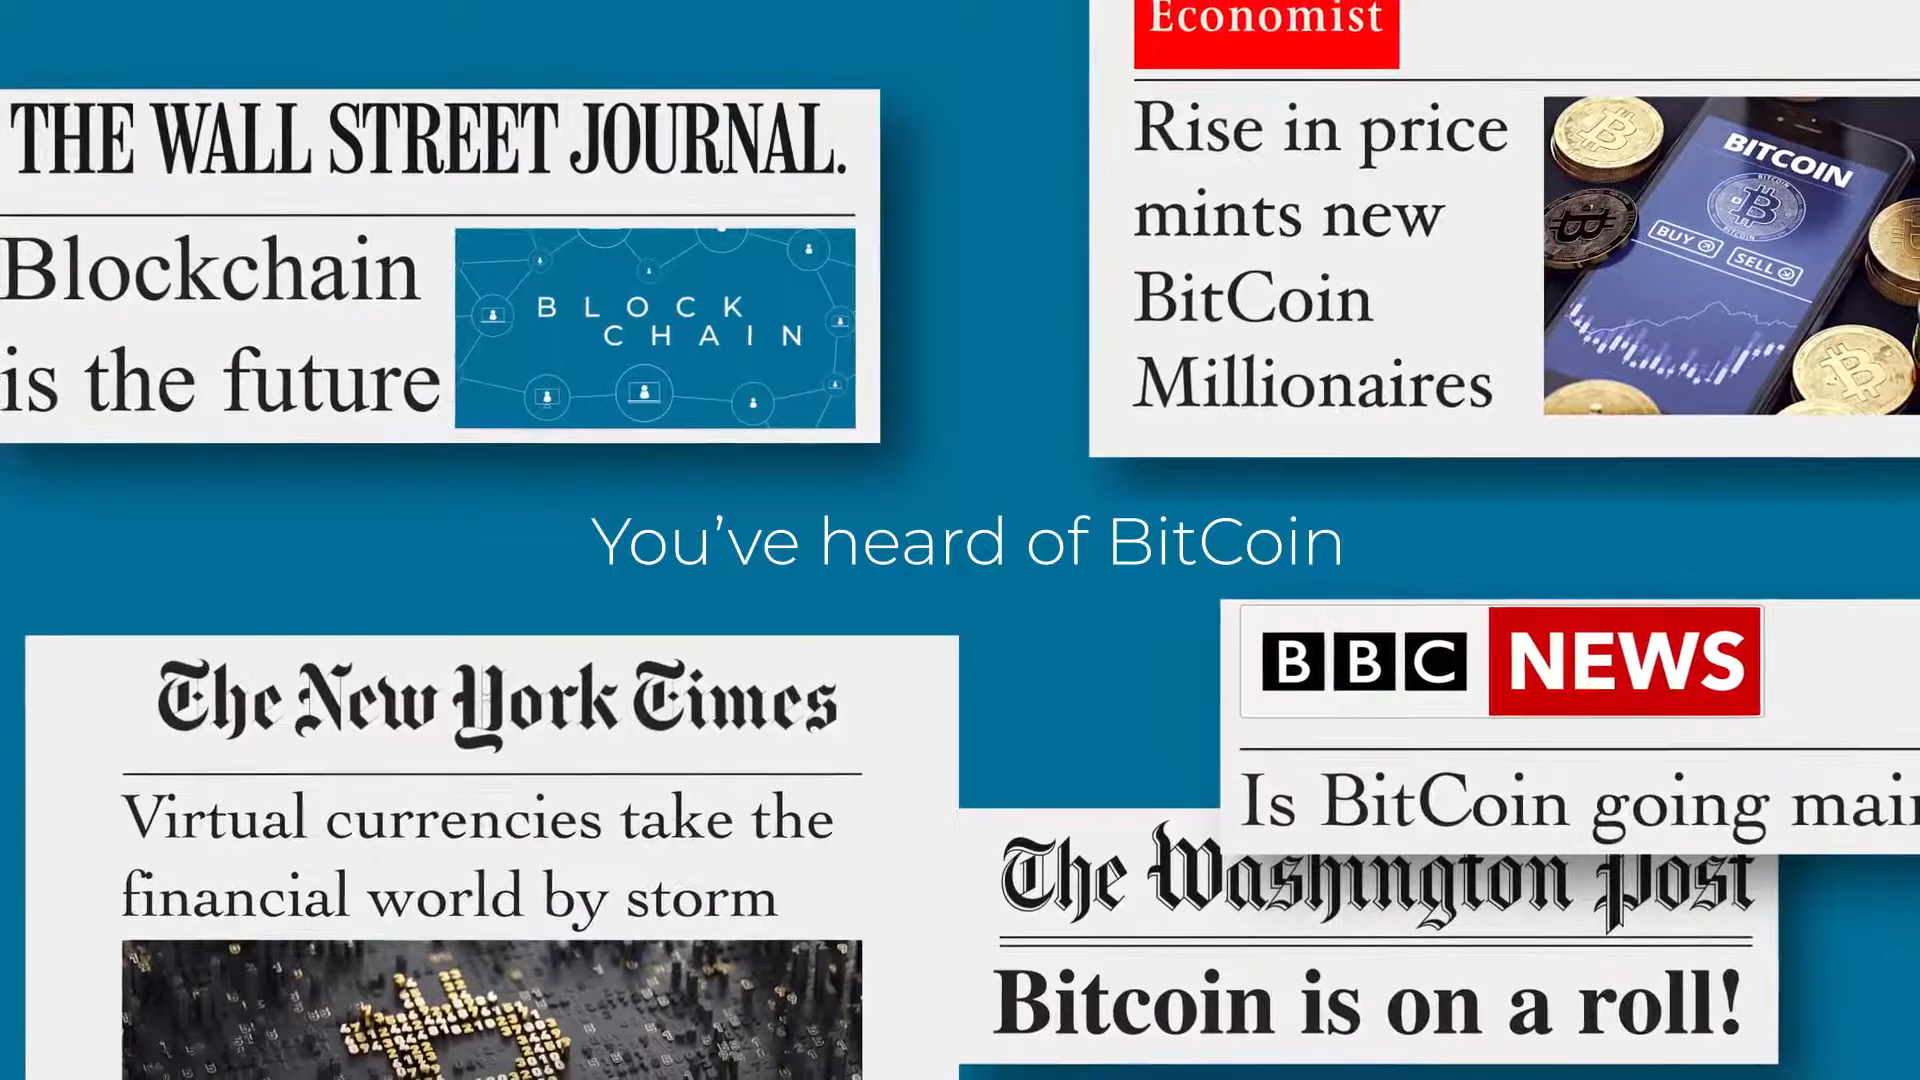 THE WALL STREET JOURNAL.
Blockchain
is the future
BLOCK
CHAIN
Economist
Rise in price
mints new
BitCoin
Millionaires
BITCOIN
BITCOIN
BITCOIN
BUY
SELL
You’ve heard of BitCoin
The New York Times
Virtual currencies take the
financial world by storm
BBC NEWS
Is BitCoin going
The Washington Post
Bitcoin is on a roll!